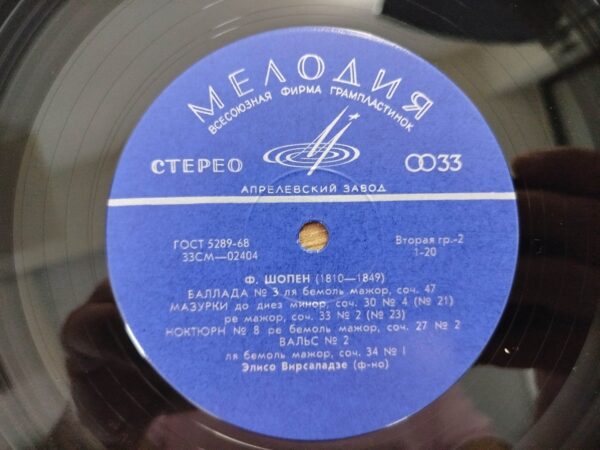 МЕЛОДИЯ
ВСЕСОЮЗНАЯ ФИРМА ГРАМПЛАСТИНОК
СТЕРЕО
33
АПРЕЛЕВСКИЙ ЗАВОД
ГОСТ 5289-68
33СМ—02404
Вторая гр.-2
1-20
Ф. ШОПЕН (1810—1849)
БАЛЛАДА № 3 ля бемоль мажор, соч. 47
МАЗУРКИ до диез минор, соч. 30 № 4 (№ 21)
ре мажор, соч. 33 № 2 (№ 23)
НОКТЮРН № 8 ре бемоль мажор, соч. 27 № 2
ВАЛЬС № 2
ля бемоль мажор, соч. 34 № 1
Элисо Вирсаладзе (ф-но)